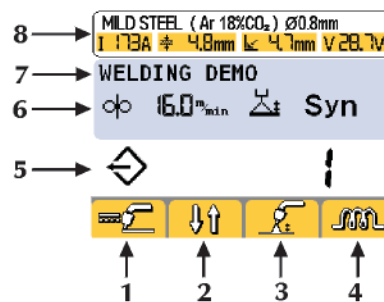 MILD STEEL ( Ar 18%CO₂ ) Ø0.8mm
I 173A 4.8mm 4.7mm V 28.7V
WELDING DEMO
16.0 m/min Syn
1
8
7
6
5
1 2 3 4